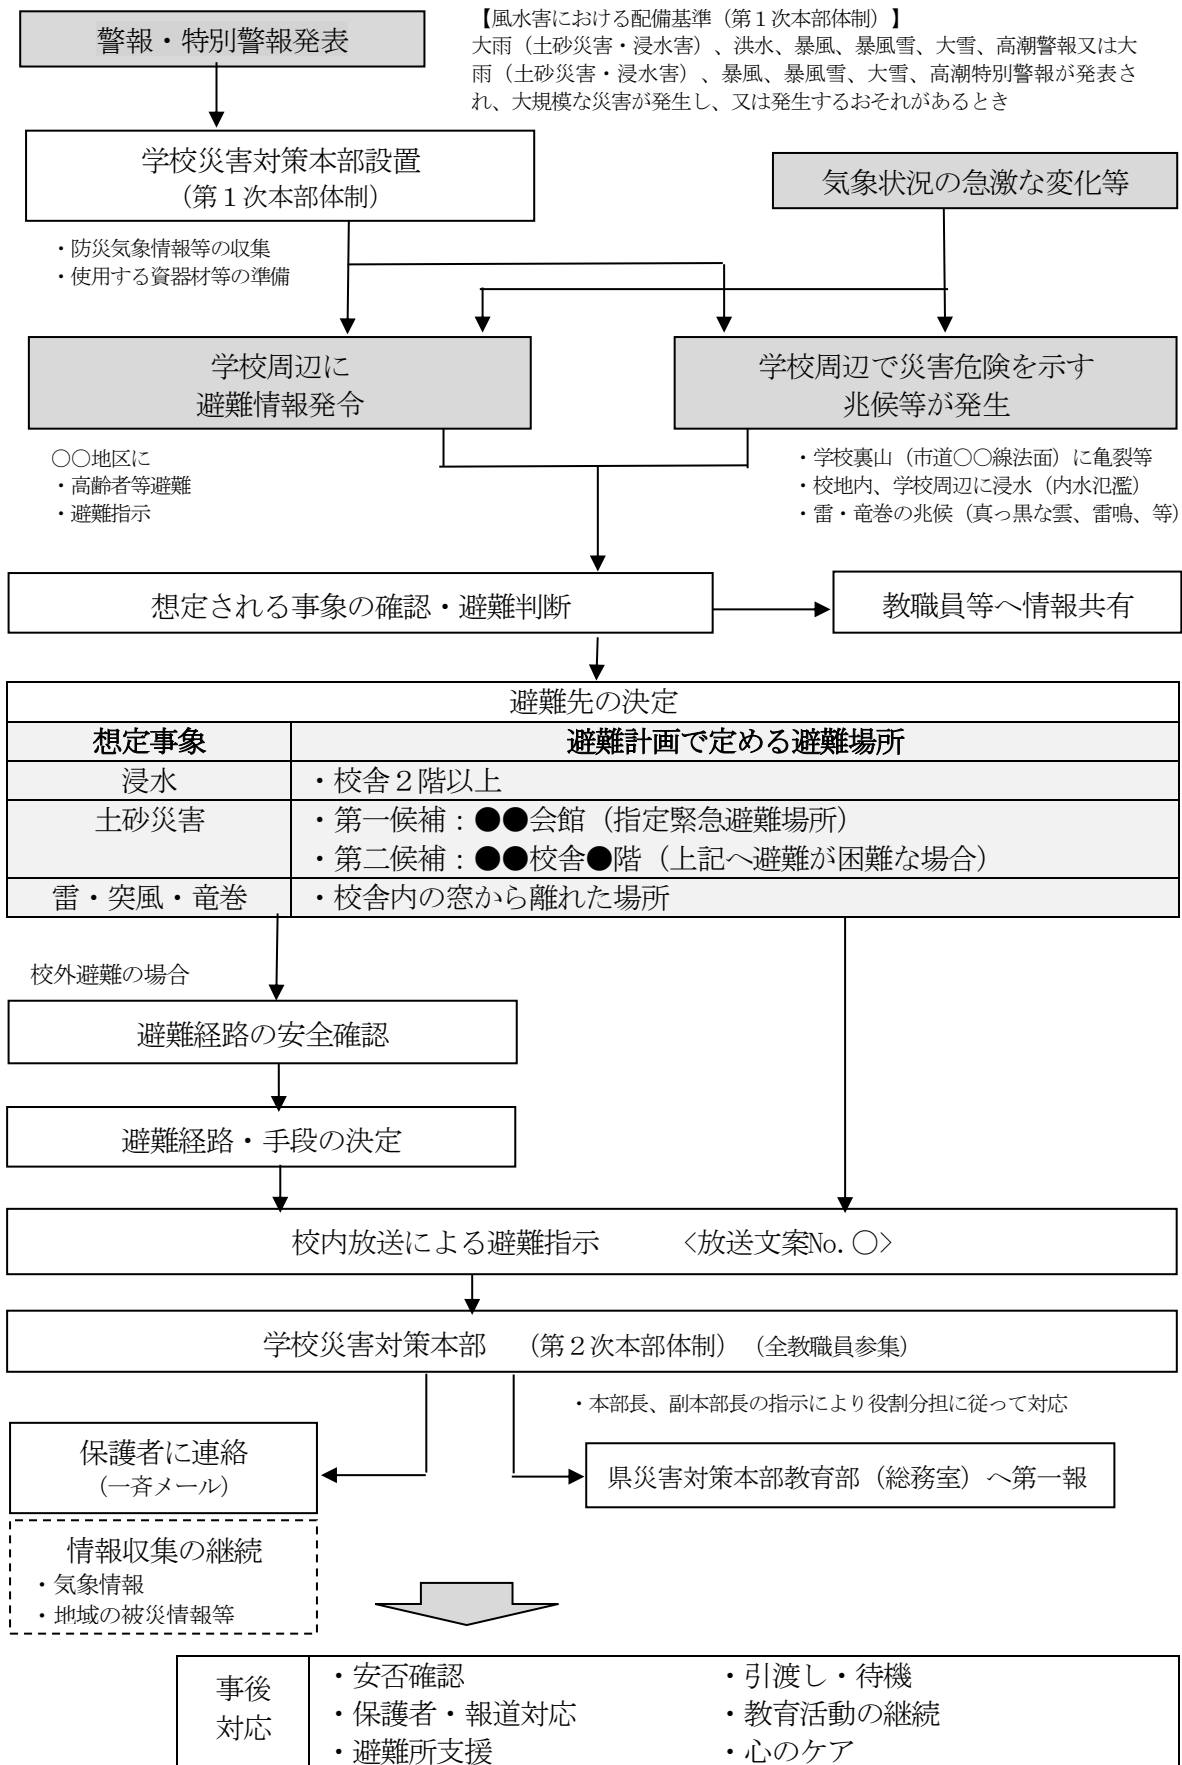 警報・特別警報発表
【風水害における配備基準（第１次本部体制）】
大雨（土砂災害・浸水害）、洪水、暴風、暴風雪、大雪、高潮警報又は大
雨（土砂災害・浸水害）、暴風、暴風雪、大雪、高潮特別警報が発表さ
れ、大規模な災害が発生し、又は発生するおそれがあるとき
学校災害対策本部設置
（第１次本部体制）
気象状況の急激な変化等
・防災気象情報等の収集
・使用する資器材等の準備
学校周辺に
避難情報発令
学校周辺で災害危険を示す
兆候等が発生
〇〇地区に
・高齢者等避難
・避難指示
・学校裏山（市道〇〇線法面）に亀裂等
・校地内、学校周辺に浸水（内水氾濫）
・雷・竜巻の兆候（真っ黒な雲、雷鳴、等）
想定される事象の確認・避難判断
教職員等へ情報共有
避難先の決定
想定事象 避難計画で定める避難場所
浸水 ・校舎２階以上
土砂災害 ・第一候補：●●会館（指定緊急避難場所）
・第二候補：●●校舎●階（上記へ避難が困難な場合）
雷・突風・竜巻 ・校舎内の窓から離れた場所
校外避難の場合
避難経路の安全確認
避難経路・手段の決定
校内放送による避難指示 <放送文案No.〇>
学校災害対策本部 （第２次本部体制）（全教職員参集）
・本部長、副本部長の指示により役割分担に従って対応
保護者に連絡
（一斉メール）
県災害対策本部教育部（総務室）へ第一報
情報収集の継続
・気象情報
・地域の被災情報等
事後
対応
・安否確認 ・引渡し・待機
・保護者・報道対応 ・教育活動の継続
・避難所支援 ・心のケア